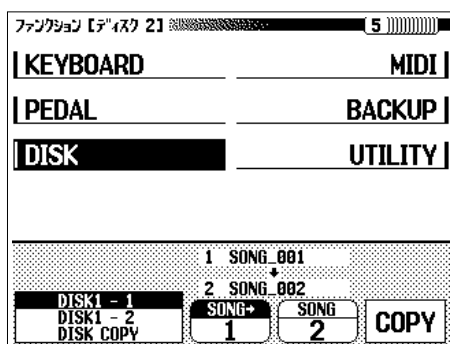 ファンクション [ディスク 2] 5
KEYBOARD MIDI
PEDAL BACKUP
DISK UTILITY
1 SONG_001
2 SONG_002
DISK1 - 1
DISK1 - 2
DISK COPY
SONG→ SONG COPY
1 2